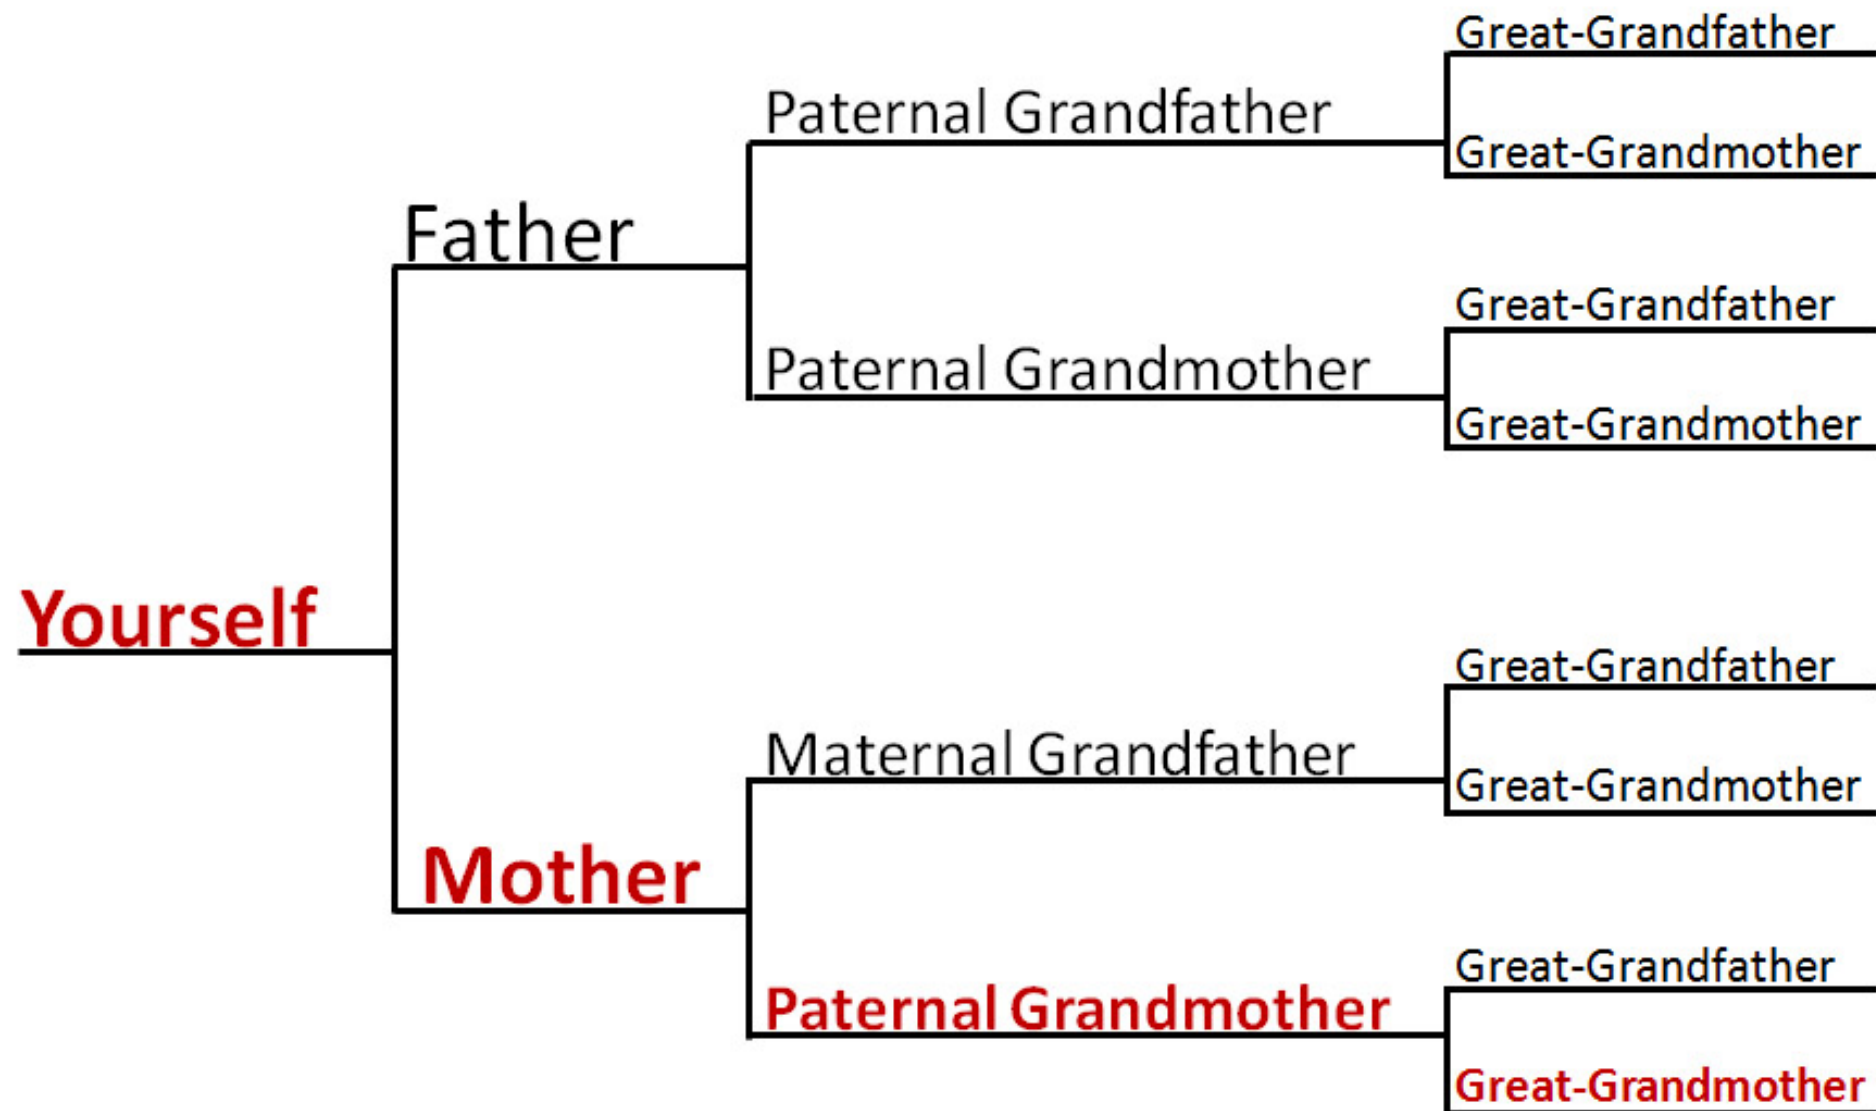 Great-Grandfather
Paternal Grandfather
Great-Grandmother
Father
Great-Grandfather
Paternal Grandmother
Great-Grandmother
Yourself
Great-Grandfather
Maternal Grandfather
Great-Grandmother
Mother
Great-Grandfather
Paternal Grandmother
Great-Grandmother